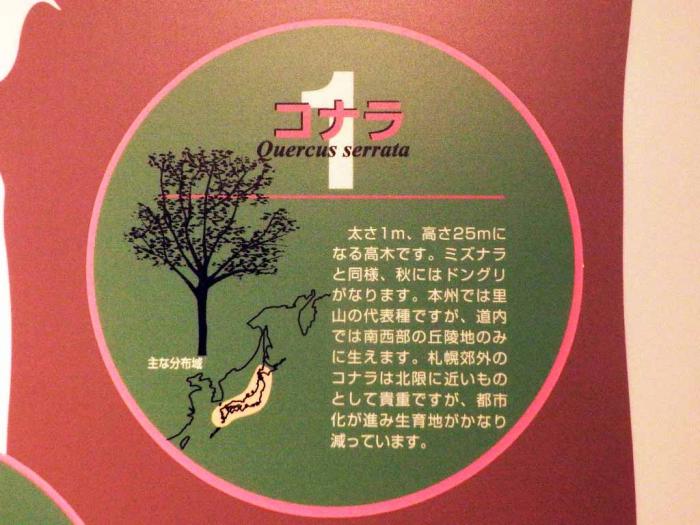 1
コナラ
Quercus serrata
太さ1m、高さ25mに
なる高木です。ミズナラ
と同様、秋にはドングリ
がなります。本州では里
山の代表種ですが、道内
では南西部の丘陵地のみ
に生えます。札幌郊外の
コナラは北限に近いもの
として貴重ですが、都市
化が進み生育地がかなり
減っています。
主な分布域